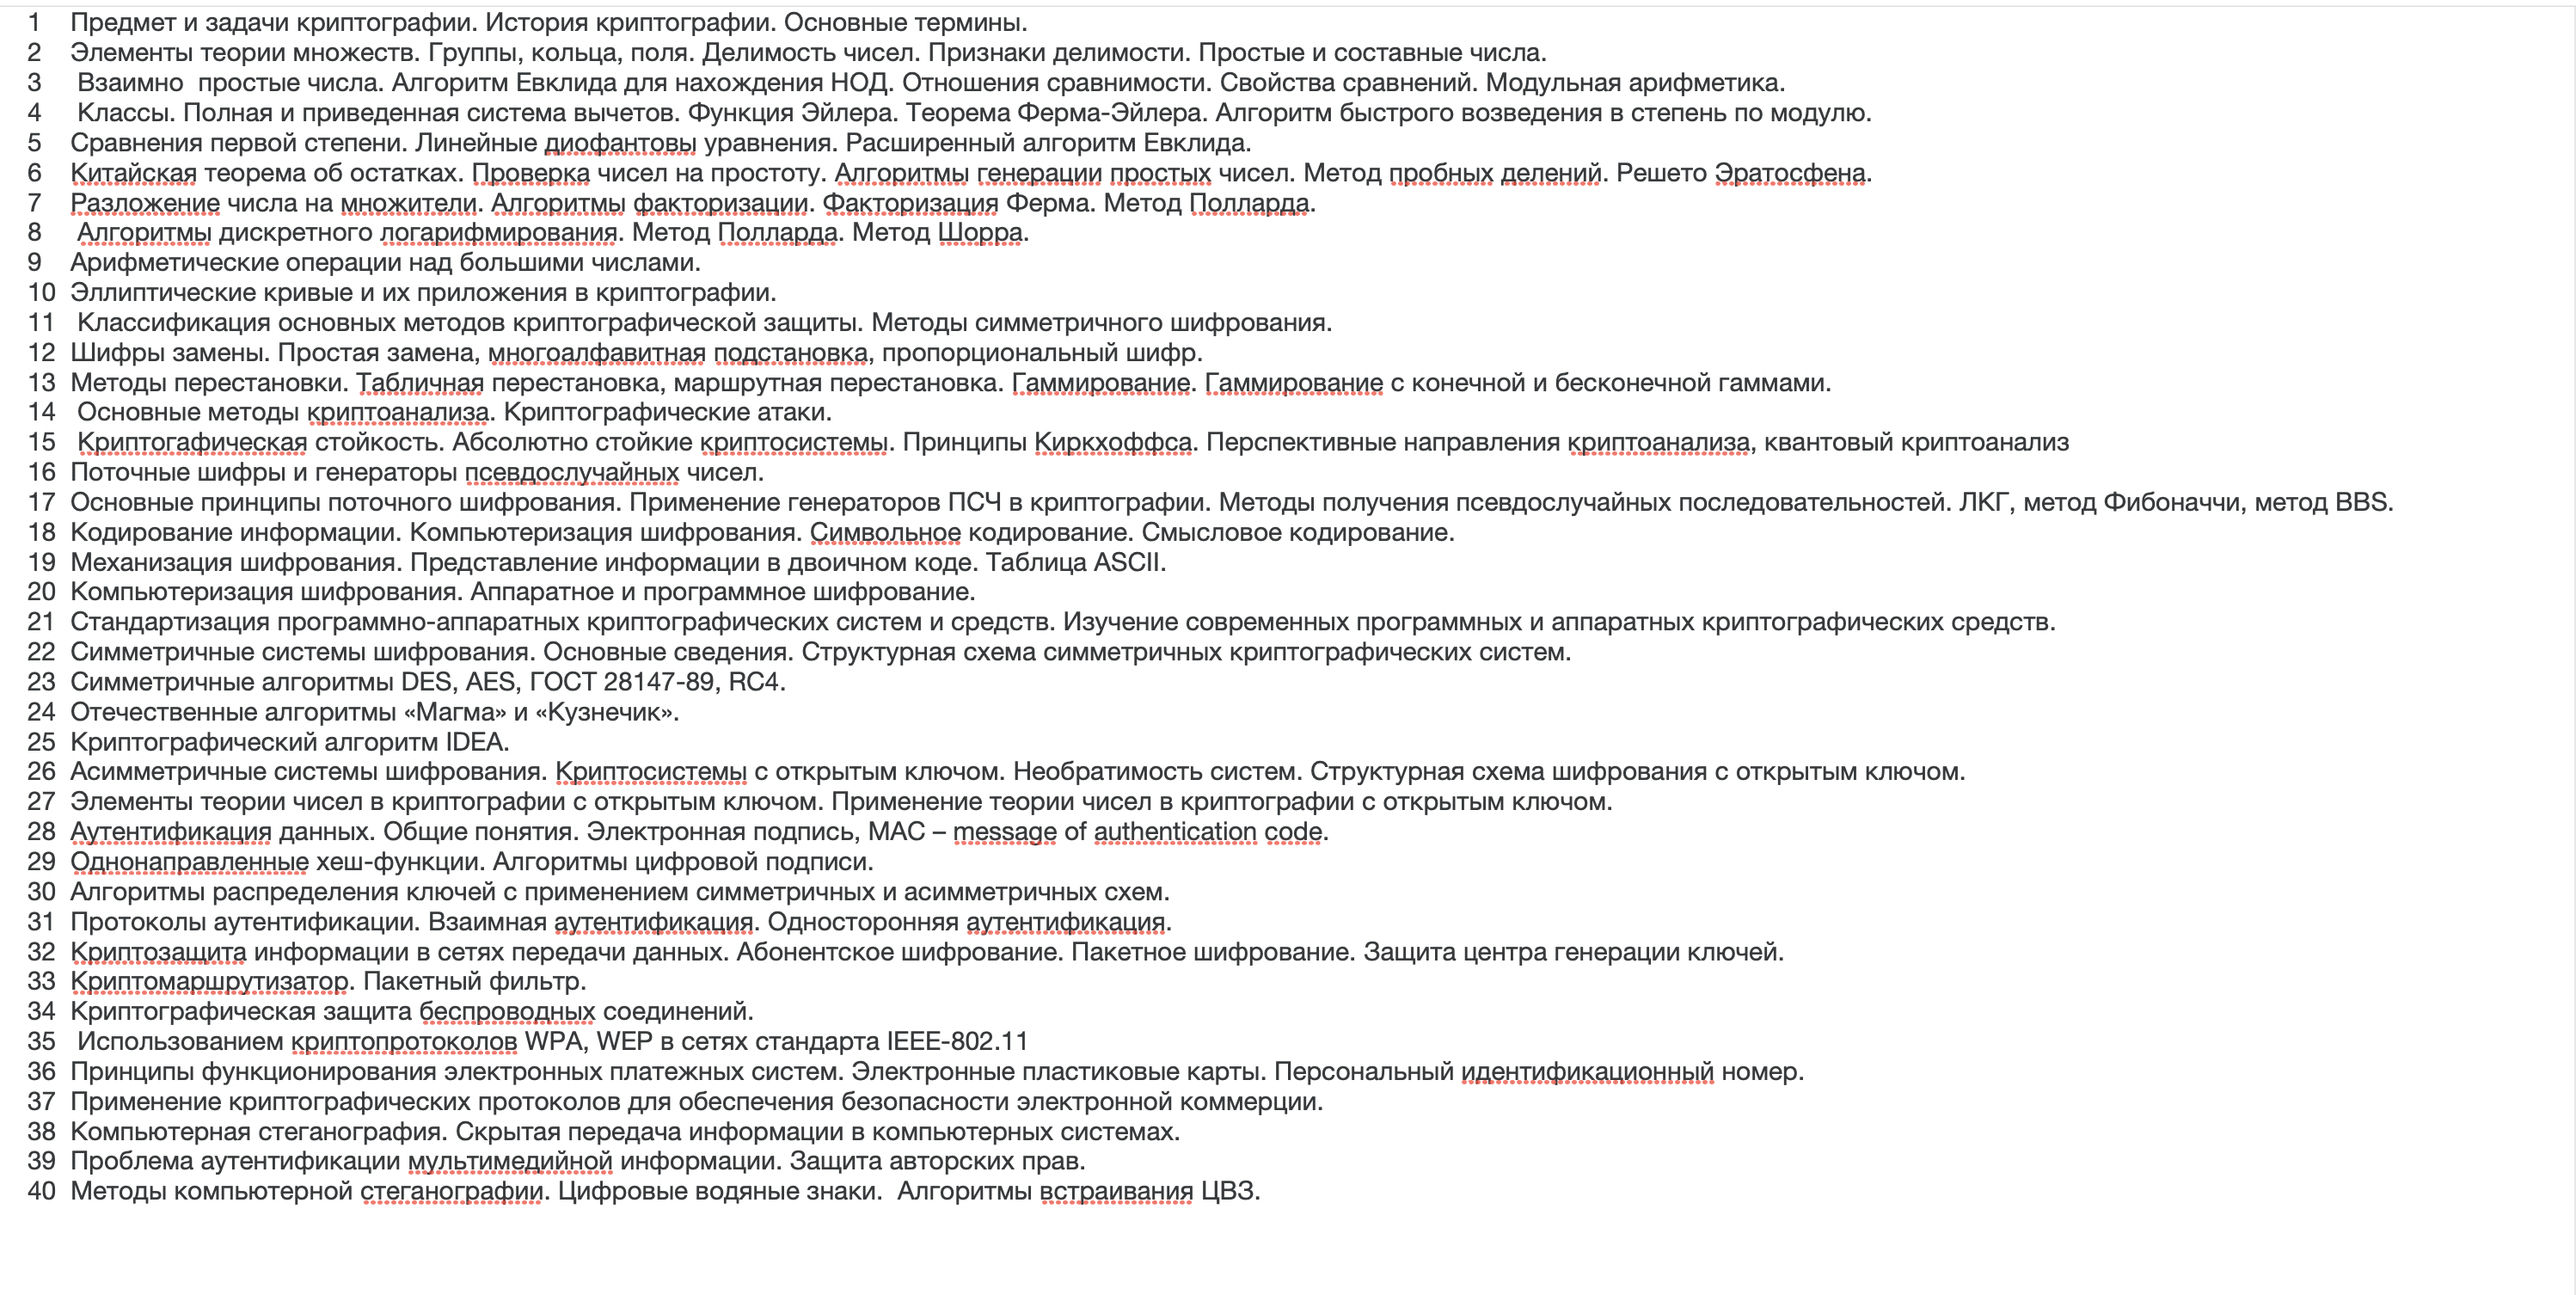 1 Предмет и задачи криптографии. История криптографии. Основные термины.
2 Элементы теории множеств. Группы, кольца, поля. Делимость чисел. Признаки делимости. Простые и составные числа.
3 Взаимно  простые числа. Алгоритм Евклида для нахождения НОД. Отношения сравнимости. Свойства сравнений. Модульная арифметика.
4 Классы. Полная и приведенная система вычетов. Функция Эйлера. Теорема Ферма-Эйлера. Алгоритм быстрого возведения в степень по модулю.
5 Сравнения первой степени. Линейные диофантовы уравнения. Расширенный алгоритм Евклида.
6 Китайская теорема об остатках. Проверка чисел на простоту. Алгоритмы генерации простых чисел. Метод пробных делений. Решето Эратосфена.
7 Разложение числа на множители. Алгоритмы факторизации. Факторизация Ферма. Метод Полларда.
8 Алгоритмы дискретного логарифмирования. Метод Полларда. Метод Шорра.
9 Арифметические операции над большими числами.
10 Эллиптические кривые и их приложения в криптографии.
11 Классификация основных методов криптографической защиты. Методы симметричного шифрования.
12 Шифры замены. Простая замена, многоалфавитная подстановка, пропорциональный шифр.
13 Методы перестановки. Табличная перестановка, маршрутная перестановка. Гаммирование. Гаммирование с конечной и бесконечной гаммами.
14 Основные методы криптоанализа. Криптографические атаки.
15 Криптогафическая стойкость. Абсолютно стойкие криптосистемы. Принципы Киркхоффса. Перспективные направления криптоанализа, квантовый криптоанализ
16 Поточные шифры и генераторы псевдослучайных чисел.
17 Основные принципы поточного шифрования. Применение генераторов ПСЧ в криптографии. Методы получения псевдослучайных последовательностей. ЛКГ, метод Фибоначчи, метод BBS.
18 Кодирование информации. Компьютеризация шифрования. Символьное кодирование. Смысловое кодирование.
19 Механизация шифрования. Представление информации в двоичном коде. Таблица ASCII.
20 Компьютеризация шифрования. Аппаратное и программное шифрование.
21 Стандартизация программно-аппаратных криптографических систем и средств. Изучение современных программных и аппаратных криптографических средств.
22 Симметричные системы шифрования. Основные сведения. Структурная схема симметричных криптографических систем.
23 Симметричные алгоритмы DES, AES, ГОСТ 28147-89, RC4.
24 Отечественные алгоритмы «Магма» и «Кузнечик».
25 Криптографический алгоритм IDEA.
26 Асимметричные системы шифрования. Криптосистемы с открытым ключом. Необратимость систем. Структурная схема шифрования с открытым ключом.
27 Элементы теории чисел в криптографии с открытым ключом. Применение теории чисел в криптографии с открытым ключом.
28 Аутентификация данных. Общие понятия. Электронная подпись, MAC – message of authentication code.
29 Однонаправленные хеш-функции. Алгоритмы цифровой подписи.
30 Алгоритмы распределения ключей с применением симметричных и асимметричных схем.
31 Протоколы аутентификации. Взаимная аутентификация. Односторонняя аутентификация.
32 Криптозащита информации в сетях передачи данных. Абонентское шифрование. Пакетное шифрование. Защита центра генерации ключей.
33 Криптомаршрутизатор. Пакетный фильтр.
34 Криптографическая защита беспроводных соединений.
35 Использованием криптопротоколов WPA, WEP в сетях стандарта IEEE-802.11
36 Принципы функционирования электронных платежных систем. Электронные пластиковые карты. Персональный идентификационный номер.
37 Применение криптографических протоколов для обеспечения безопасности электронной коммерции.
38 Компьютерная стеганография. Скрытая передача информации в компьютерных системах.
39 Проблема аутентификации мультимедийной информации. Защита авторских прав.
40 Методы компьютерной стеганографии. Цифровые водяные знаки.  Алгоритмы встраивания ЦВЗ.